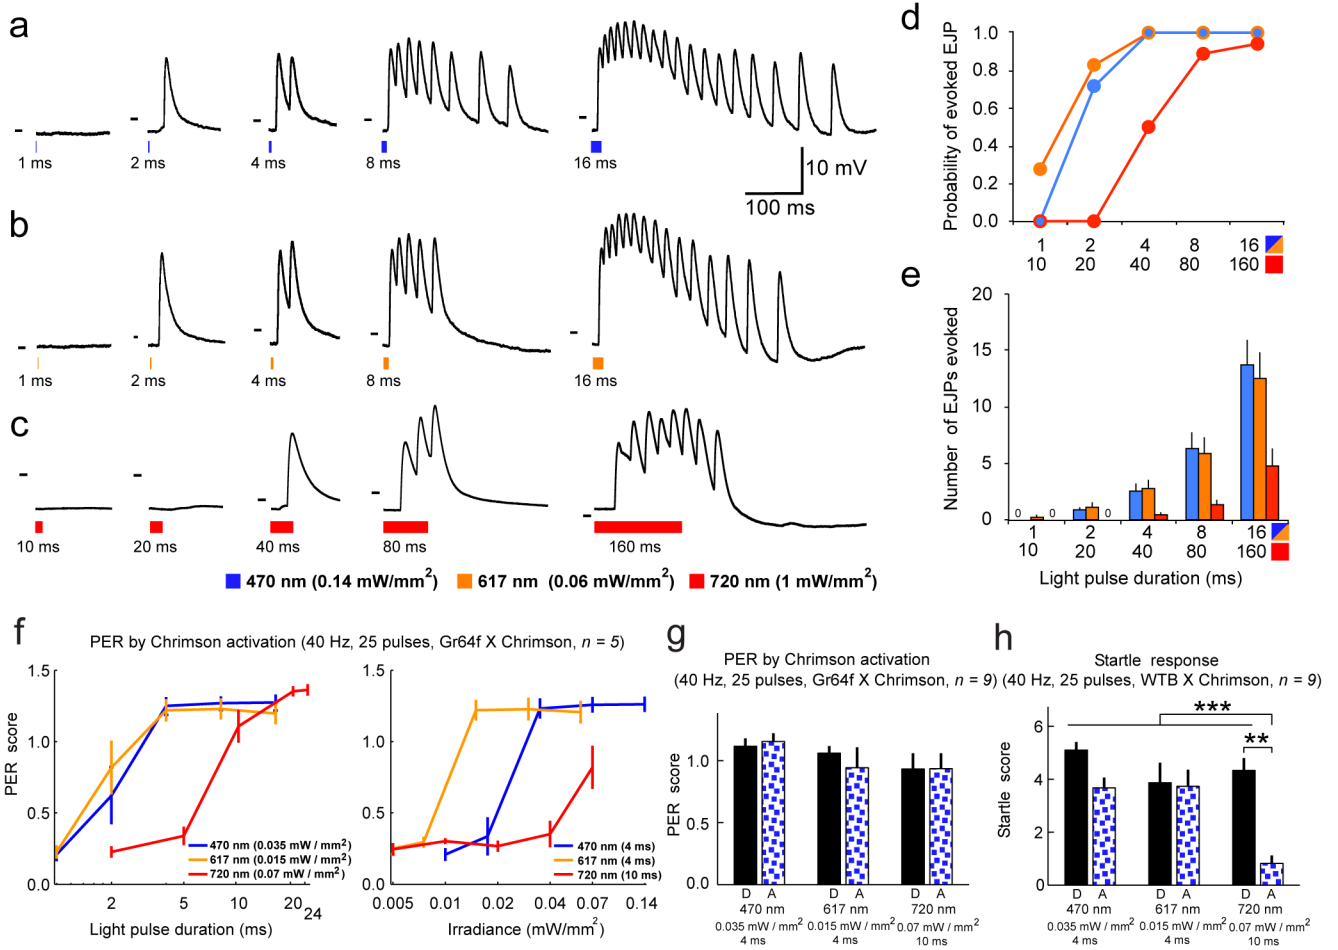 a
1 ms
2 ms
4 ms
8 ms
16 ms
10 mV
100 ms
b
1 ms
2 ms
4 ms
8 ms
16 ms
c
10 ms
20 ms
40 ms
80 ms
160 ms
470 nm (0.14 mW/mm²)
617 nm (0.06 mW/mm²)
720 nm (1 mW/mm²)
d
Probability of evoked EJP
1.0
0.8
0.6
0.4
0.2
0.0
1 2 4 8 16
10 20 40 80 160
e
Number of EJPs evoked
20
15
10
5
0
0 0 0
1 2 4 8 16
10 20 40 80 160
Light pulse duration (ms)
f
PER by Chrimson activation (40 Hz, 25 pulses, Gr64f X Chrimson, n = 5)
PER score
1.5
1.0
0.5
0.0
470 nm (0.035 mW / mm²)
617 nm (0.015 mW / mm²)
720 nm (0.07 mW / mm²)
2 5 10 20 24
Light pulse duration (ms)
1.5
1.0
0.5
0.0
470 nm (4 ms)
617 nm (4 ms)
720 nm (10 ms)
0.005 0.01 0.02 0.04 0.07 0.14
Irradiance (mW/mm²)
g
PER by Chrimson activation
(40 Hz, 25 pulses, Gr64f X Chrimson, n = 9)
PER score
1.0
0.5
0.0
D A D A D A
470 nm 617 nm 720 nm
0.035 mW / mm² 0.015 mW / mm² 0.07 mW / mm²
4 ms 4 ms 10 ms
h
Startle response
(40 Hz, 25 pulses, WTB X Chrimson, n = 9)
Startle score
6
4
2
0
***
**
D A D A D A
470 nm 617 nm 720 nm
0.035 mW / mm² 0.015 mW / mm² 0.07 mW / mm²
4 ms 4 ms 10 ms